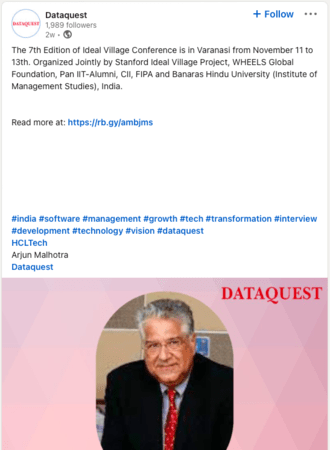 Dataquest
1,989 followers
2w •
+ Follow
...
DATAQUEST
The 7th Edition of Ideal Village Conference is in Varanasi from November 11 to
13th. Organized Jointly by Stanford Ideal Village Project, WHEELS Global
Foundation, Pan IIT-Alumni, CII, FIPA and Banaras Hindu University (Institute of
Management Studies), India.
Read more at: https://rb.gy/ambjms
#india #software #management #growth #tech #transformation #interview
#development #technology #vision #dataquest
HCLTech
Arjun Malhotra
Dataquest
DATAQUEST